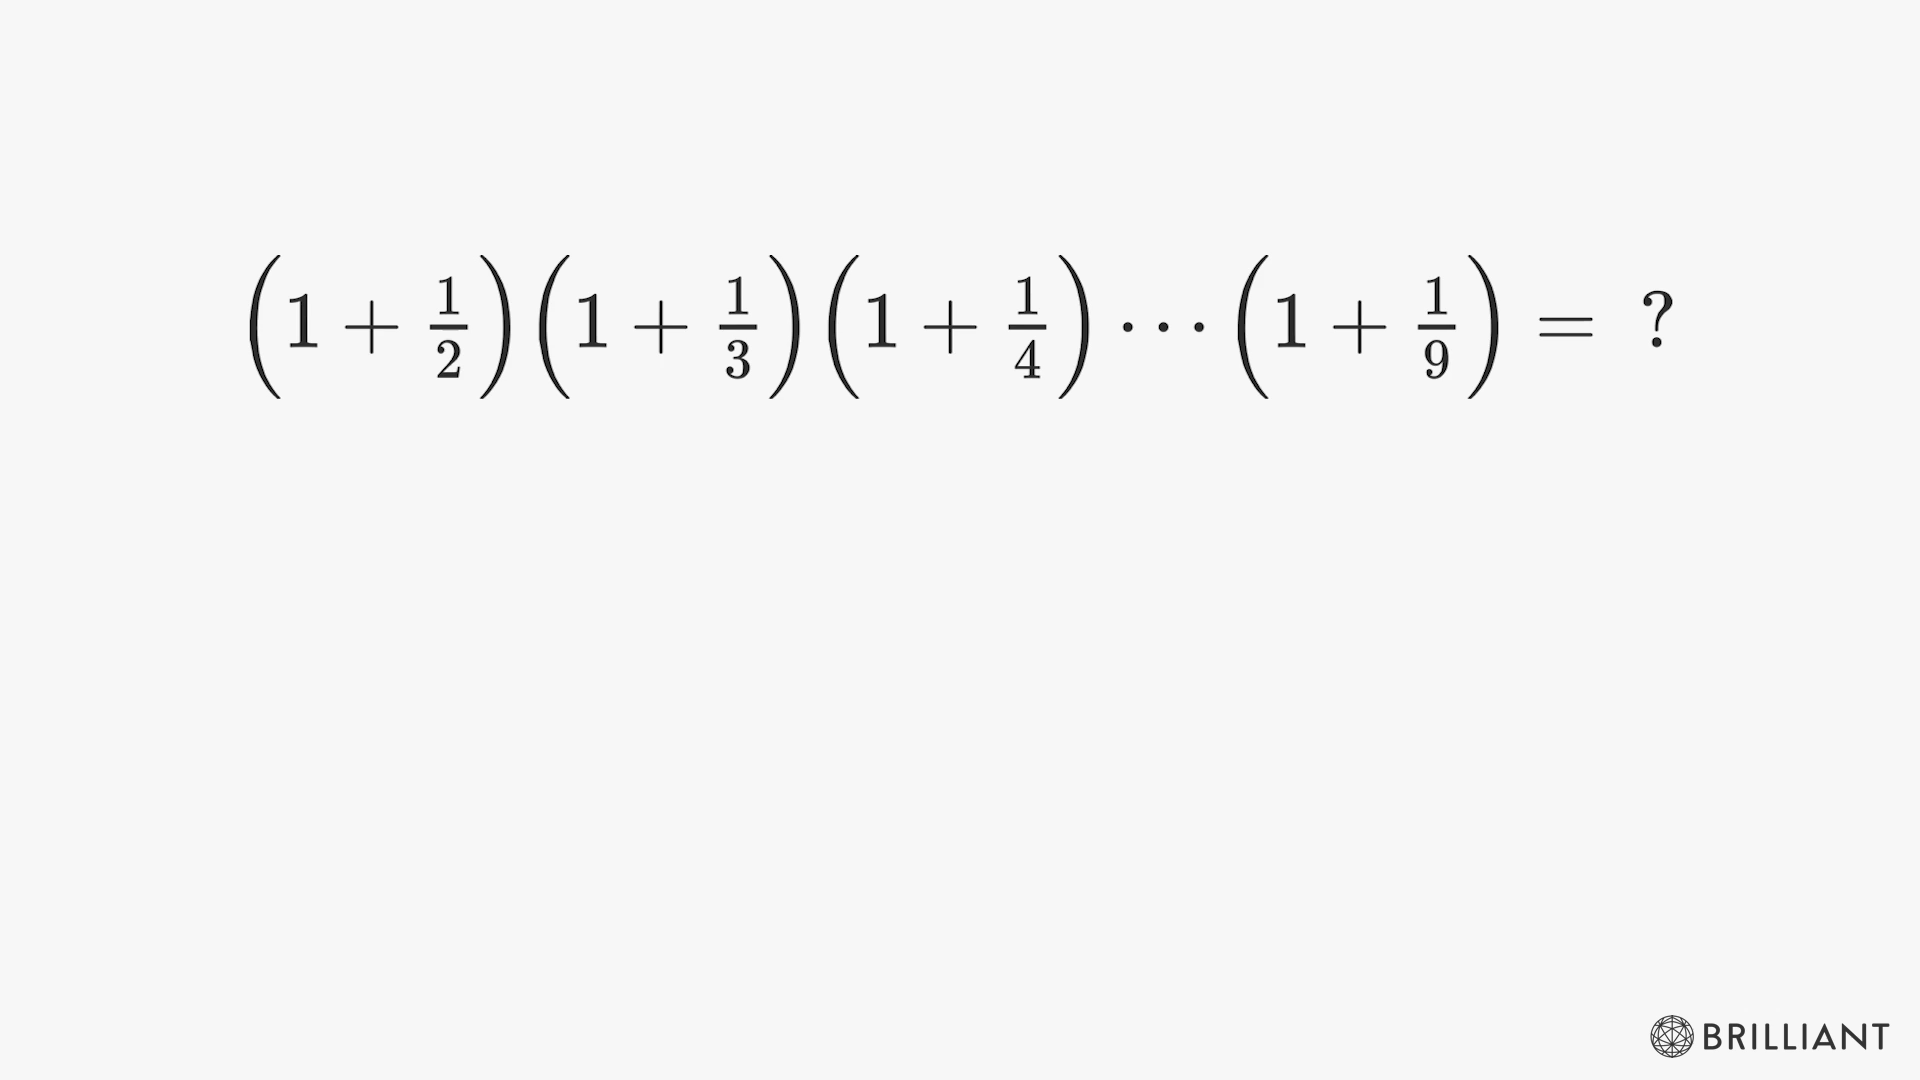 (1 + 1/2)(1 + 1/3)(1 + 1/4) ··· (1 + 1/9) = ?
BRILLIANT